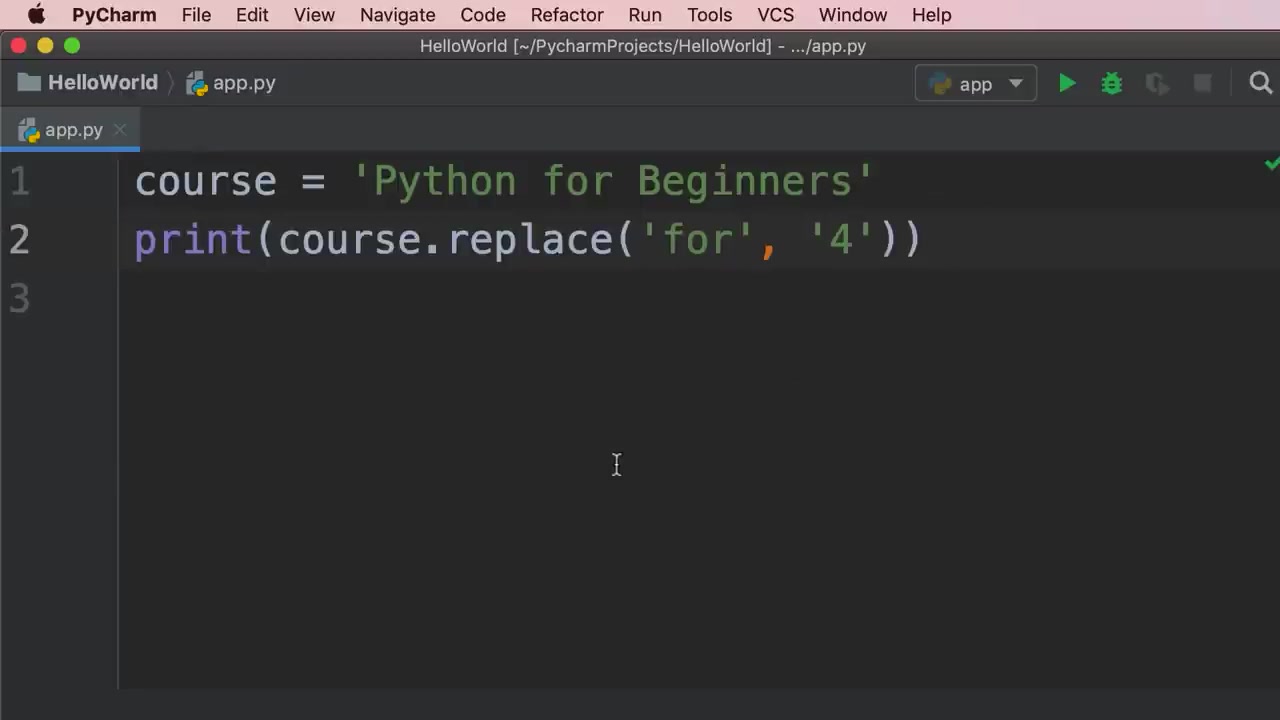 PyCharm File Edit View Navigate Code Refactor Run Tools VCS Window Help
HelloWorld [~/PycharmProjects/HelloWorld] - .../app.py
HelloWorld app.py app
app.py
1 course = 'Python for Beginners'
2 print(course.replace('for', '4'))
3